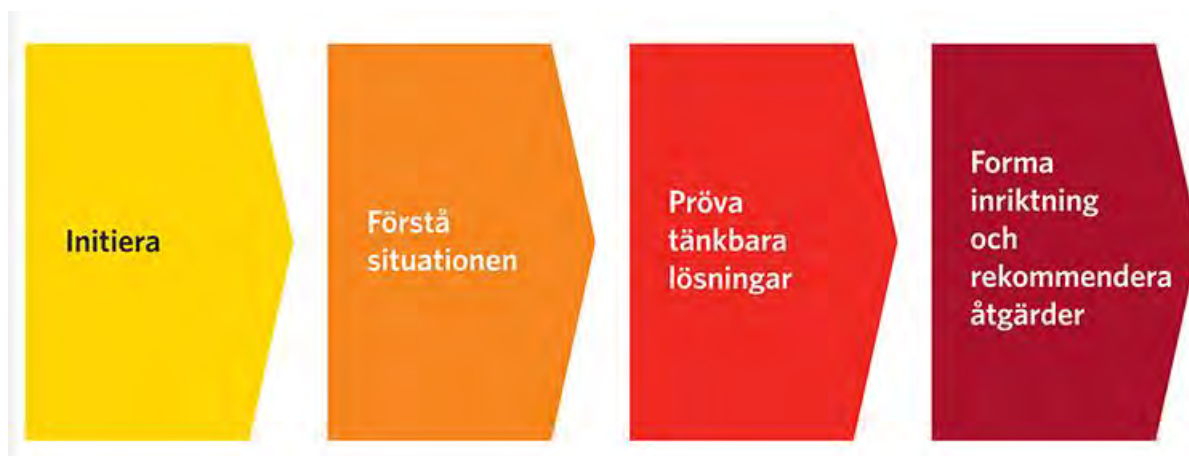 Initiera
Förstå
situationen
Pröva
tänkbara
lösningar
Forma
inriktning
och
rekommendera
åtgärder